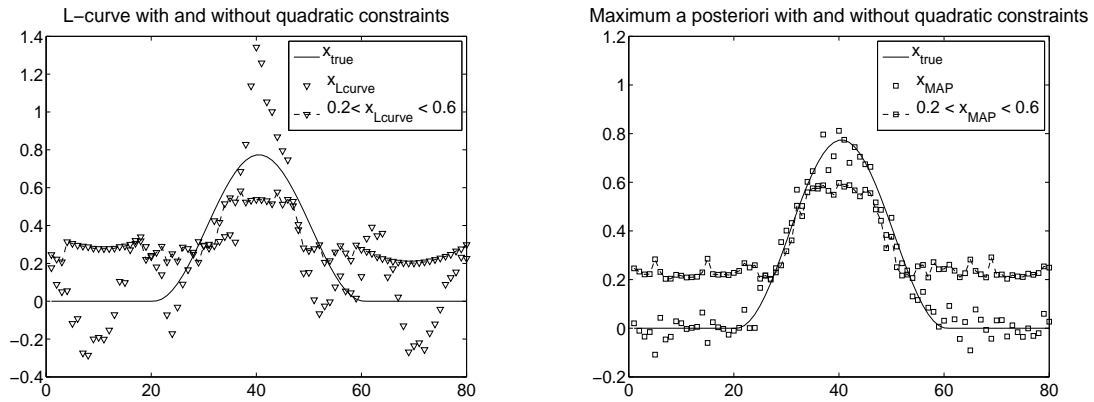 L−curve with and without quadratic constraints
1.4
1.2
1
0.8
0.6
0.4
0.2
0
−0.2
−0.4
0 20 40 60 80
x_true
x_Lcurve
0.2< x_Lcurve < 0.6
Maximum a posteriori with and without quadratic constraints
1.2
1
0.8
0.6
0.4
0.2
0
−0.2
0 20 40 60 80
x_true
x_MAP
0.2 < x_MAP < 0.6